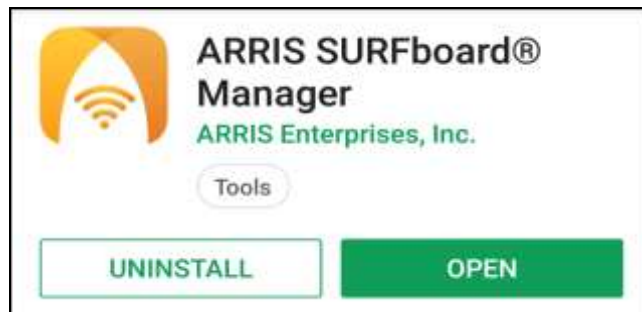 ARRIS SURFboard®
Manager
ARRIS Enterprises, Inc.
Tools
UNINSTALL
OPEN